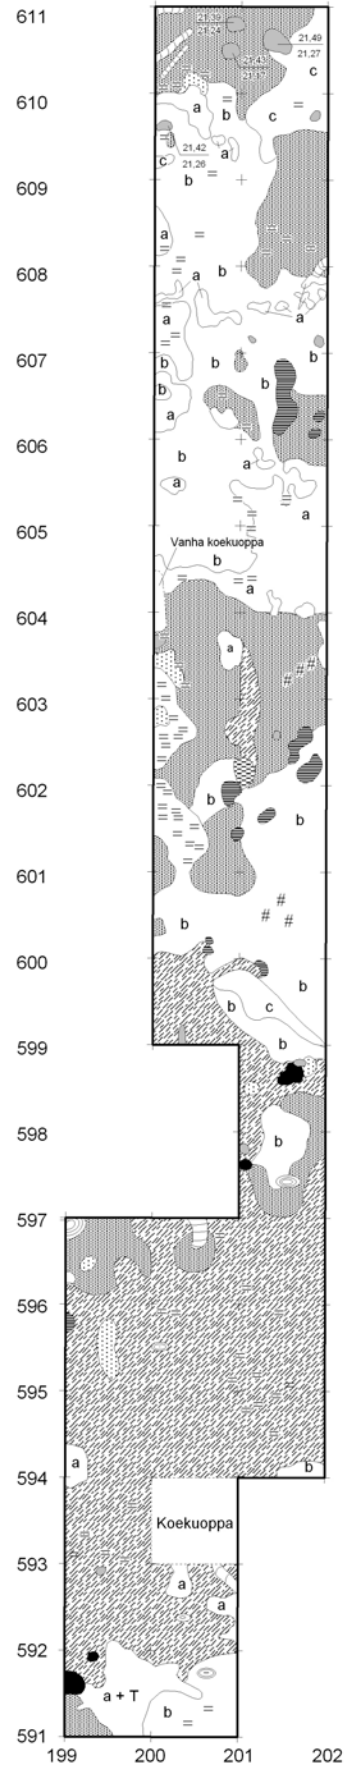 611
21,39
21,24
21,49
21,27
21,43
21,17
c
610
a
b
c
21,42
21,26
a
c
609
b
a
608
b
a
a
a
607
b
b
b
b
a
606
b
a
a
605
a
Vanha koekuoppa
b
a
604
a
#
#
#
603
602
b
b
601
#
#
#
b
600
b
b
c
599
b
598
b
597
596
595
594
a
b
Koekuoppa
593
a
a
592
a + T
b
591
199
200
201
202